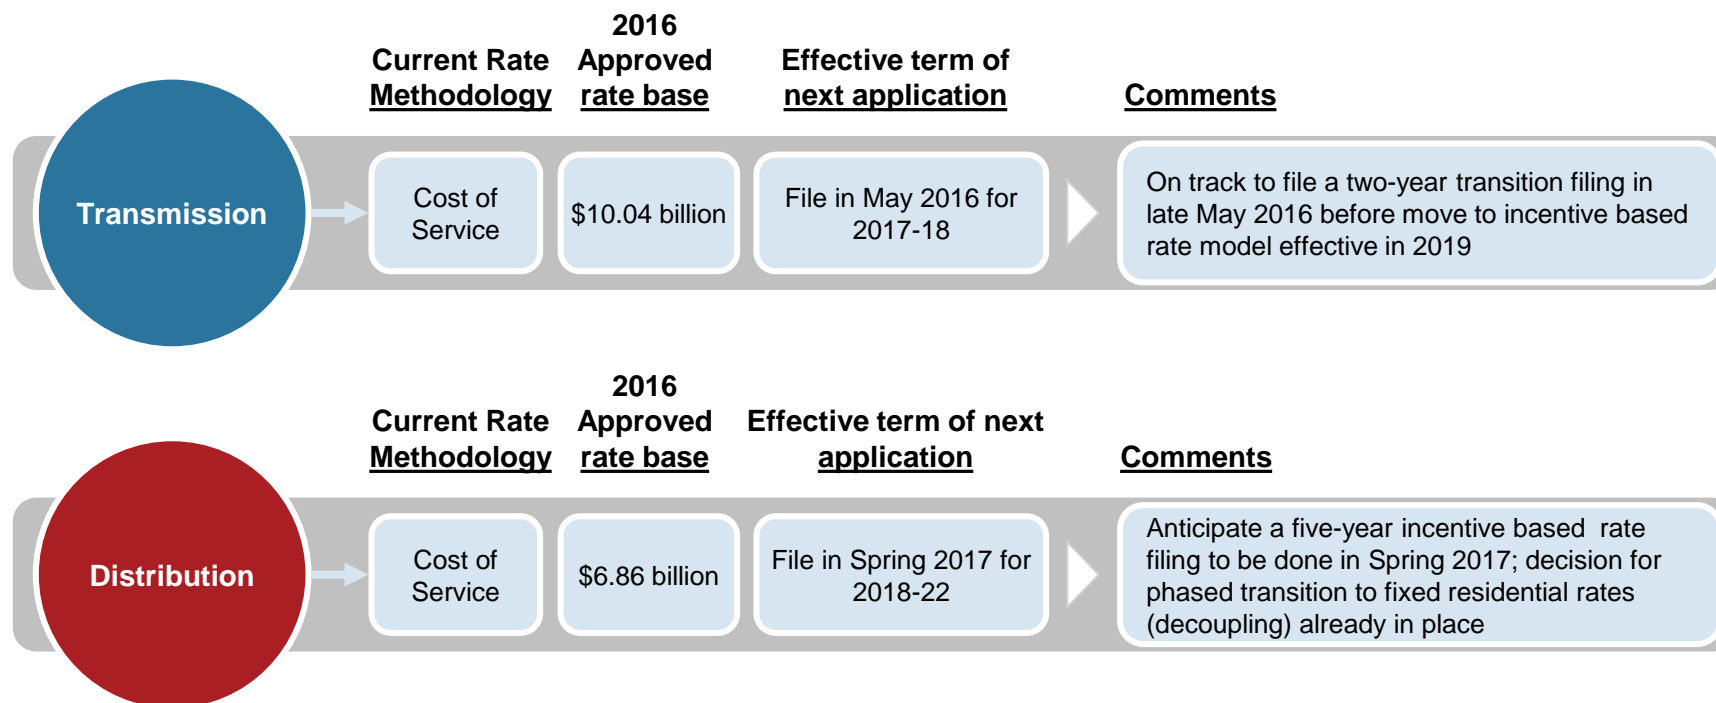 2016
Current Rate Approved Effective term of
Methodology rate base next application Comments
Transmission
Cost of
Service
$10.04 billion
File in May 2016 for
2017-18
On track to file a two-year transition filing in
late May 2016 before move to incentive based
rate model effective in 2019
2016
Current Rate Approved Effective term of next
Methodology rate base application Comments
Distribution
Cost of
Service
$6.86 billion
File in Spring 2017 for
2018-22
Anticipate a five-year incentive based  rate
filing to be done in Spring 2017; decision for
phased transition to fixed residential rates
(decoupling) already in place